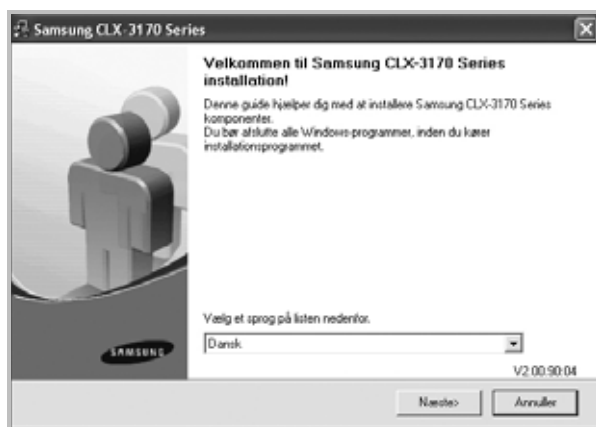 Samsung CLX-3170 Series
Velkommen til Samsung CLX-3170 Series
installation!
Denne guide hjælper dig med at installere Samsung CLX-3170 Series
komponenter.
Du bør afslutte alle Windows-programmer, inden du kører
installationsprogrammet.
Vælg et sprog på listen nedenfor.
Dansk
SAMSUNG
V2.00.90:04
Næste>
Annuller